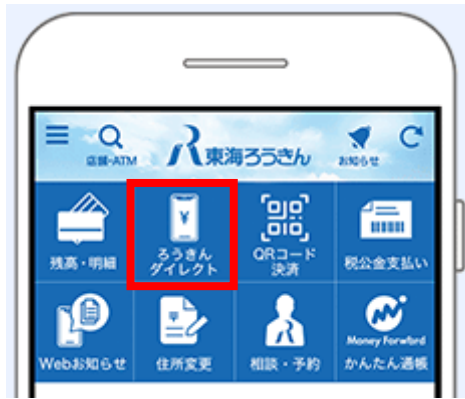 店舗・ATM
東海ろうきん
お知らせ
残高・明細
¥
ろうきん
ダイレクト
QRコード
決済
税公金支払い
Webお知らせ
住所変更
相談・予約
Money Forward
かんたん通帳